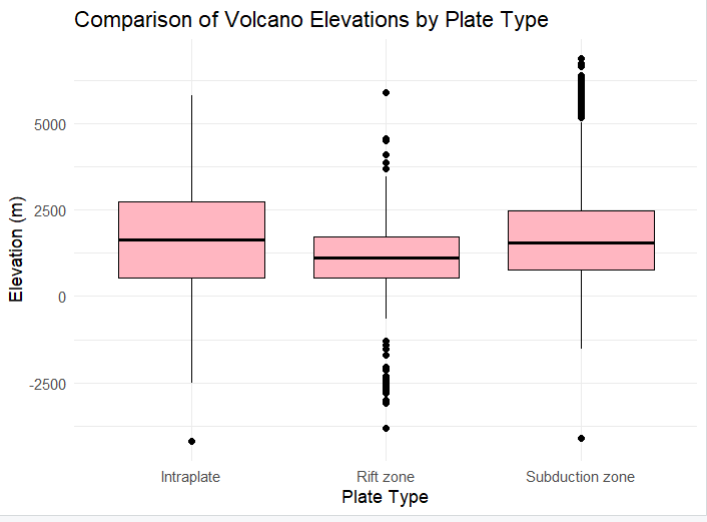 Comparison of Volcano Elevations by Plate Type
Elevation (m)
5000
2500
0
-2500
Intraplate Rift zone Subduction zone
Plate Type